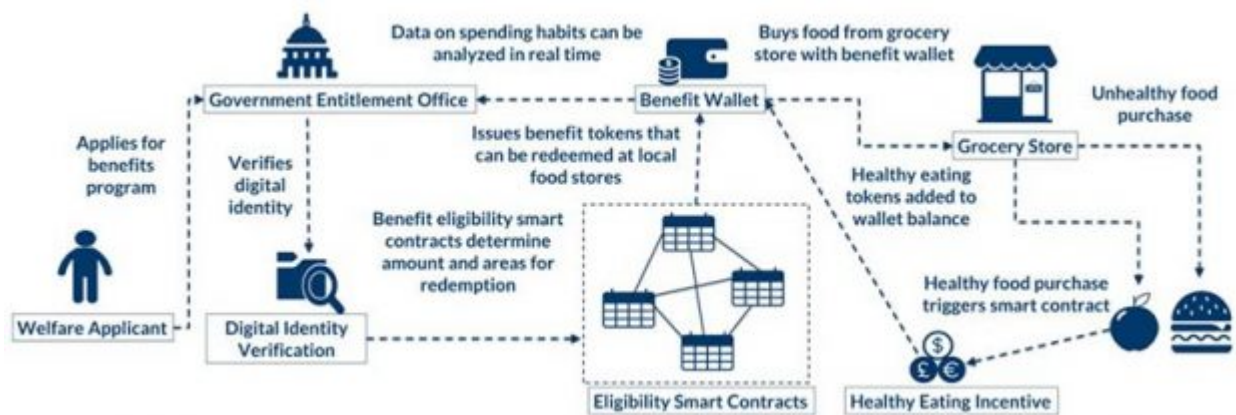 Data on spending habits can be
analyzed in real time
Buys food from grocery
store with benefit wallet
Government Entitlement Office
Benefit Wallet
Unhealthy food
purchase
Grocery Store
Applies for
benefits
program
Verifies
digital
identity
Issues benefit tokens that
can be redeemed at local
food stores
Healthy eating
tokens added to
wallet balance
Benefit eligibility smart
contracts determine
amount and areas for
redemption
Healthy food purchase
triggers smart contract
Welfare Applicant
Digital Identity
Verification
$
£ €
Eligibility Smart Contracts
Healthy Eating Incentive